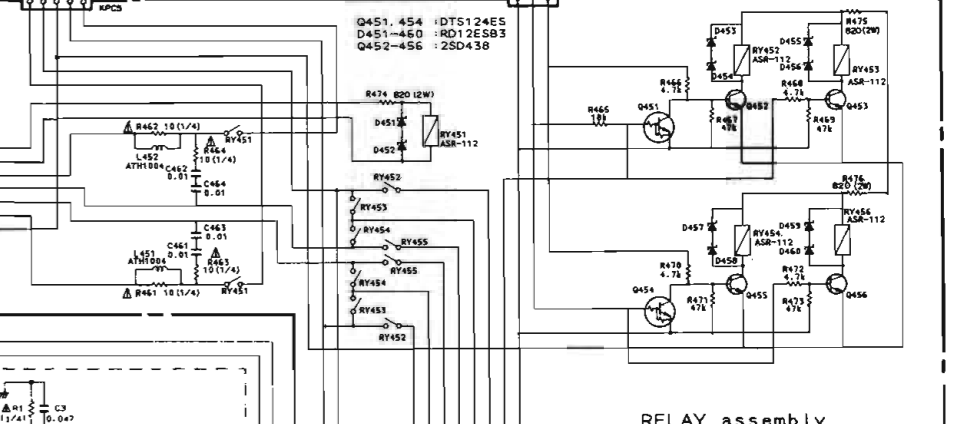 KPC5
Q451, 454 :DTS124ES
D451-460 :RD12ESB3
Q452-456 :2SD438
R475
820(2W)
D453
D455
RY452
ASR-112
RY453
ASR-112
D454
D456
R466
4.7k
R468
4.7k
Q452
Q453
R465
10k
Q451
R467
47k
R469
47k
R474 820(2W)
D451
D452
RY451
ASR-112
R462 10(1/4)
RY451
L452
ATH1004
R464
10(1/4)
C462
0.01
C464
0.01
RY452
RY453
RY454
RY455
RY455
RY454
RY453
RY452
C463
0.01
C461
0.01
L451
ATH1004
R463
10(1/4)
R461 10(1/4)
RY451
R476
820(2W)
D457
D459
RY454.
ASR-112
RY456
ASR-112
D458
D460
R470
4.7k
R472
4.7k
Q454
Q455
Q456
R471
47k
R473
47k
R1
(1/4)
C3
0.047
RELAY assembly